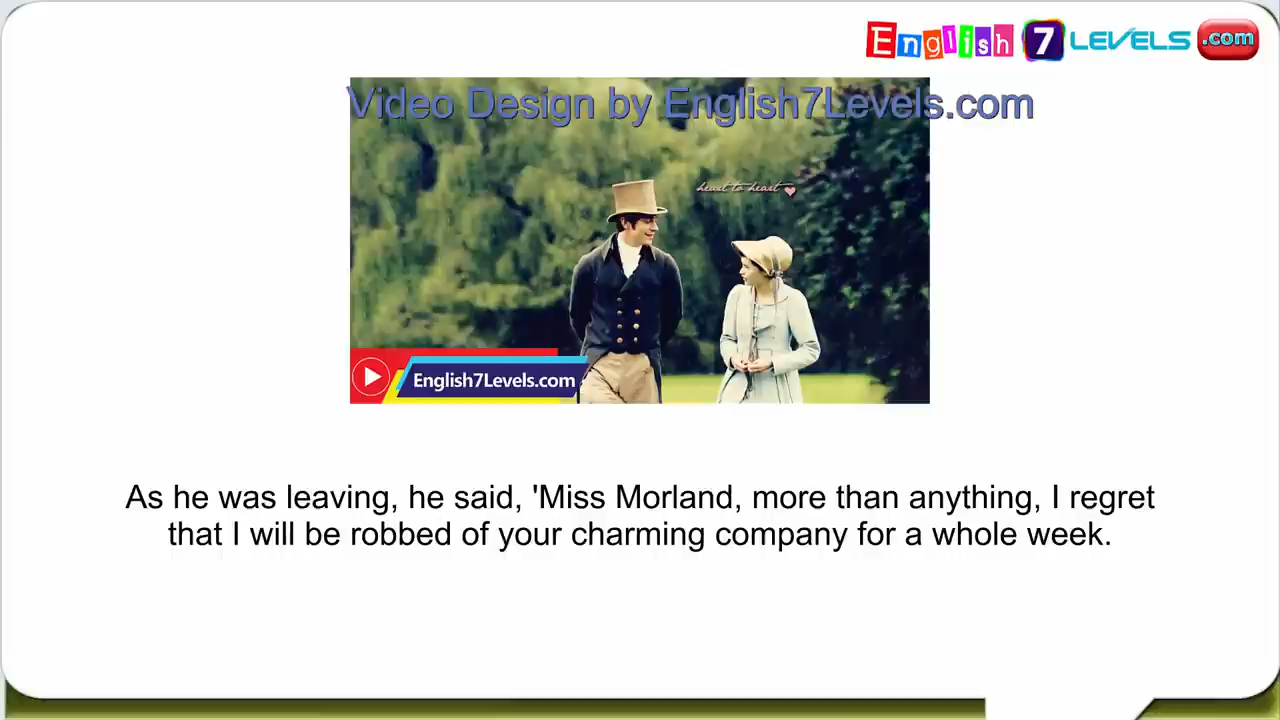 English 7 LEVELS .com
Video Design by English7Levels.com
heart to heart
English7Levels.com
As he was leaving, he said, 'Miss Morland, more than anything, I regret
that I will be robbed of your charming company for a whole week.